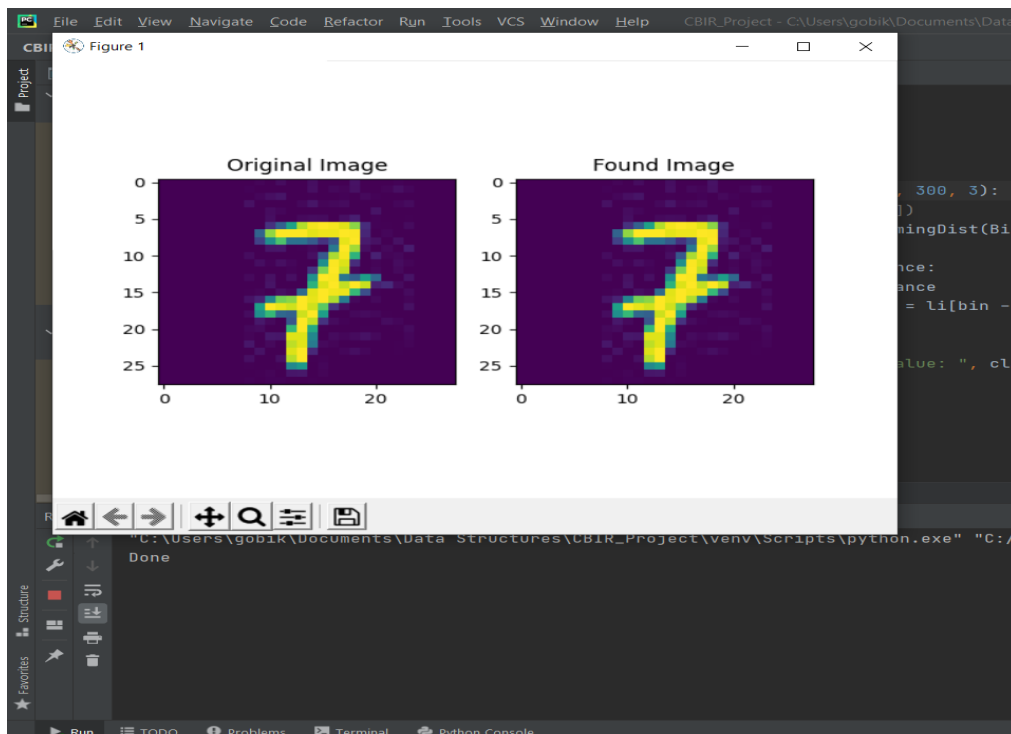 PC File Edit View Navigate Code Refactor Run Tools VCS Window Help CBIR_Project - C:\Users\gobik\Documents\Data
Figure 1
Project
Original Image Found Image
0 0
5 5
10 10
15 15
20 20
25 25
0 10 20 0 10 20
7 7
, 300, 3):
])
mingDist(Bi
nce:
ance
= li[bin -
alue: ", cl
"C:\Users\gobik\Documents\Data Structures\CBIR_Project\venv\Scripts\python.exe" "C:/
Done
Structure
Favorites
Run TODO Problems Terminal Python Console